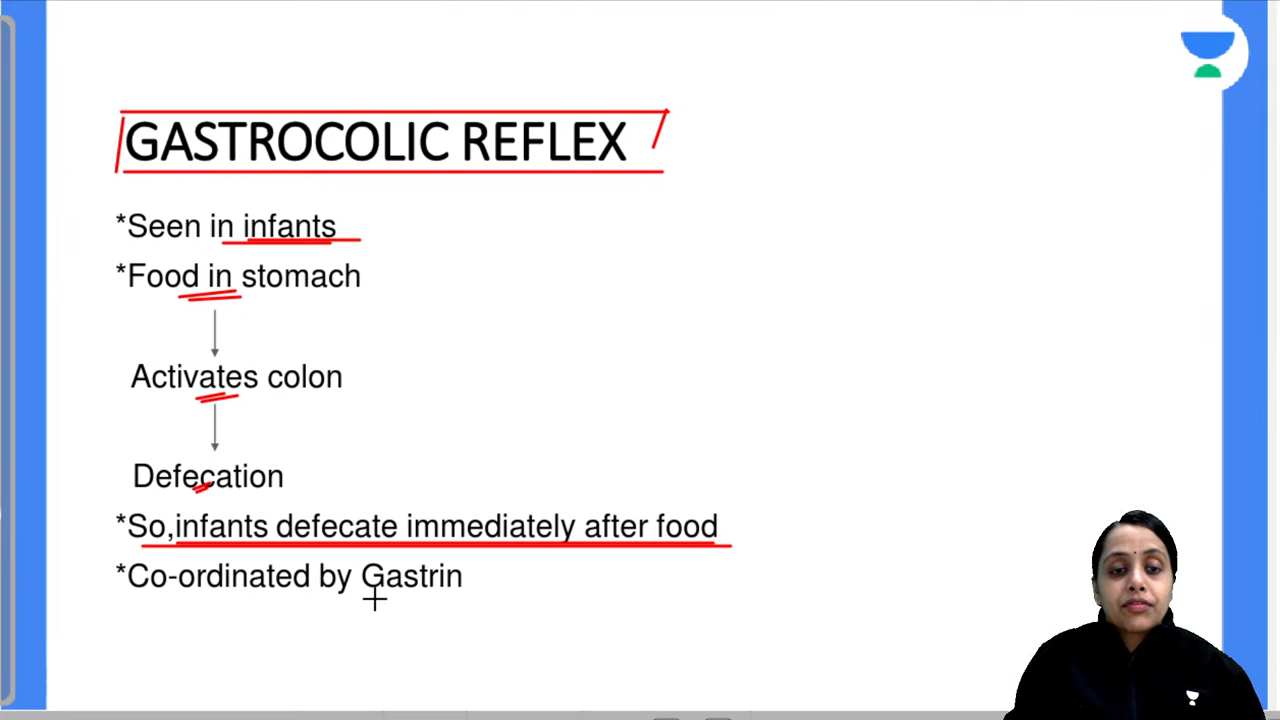 GASTROCOLIC REFLEX
*Seen in infants
*Food in stomach
Activates colon
Defecation
*So,infants defecate immediately after food
*Co-ordinated by Gastrin